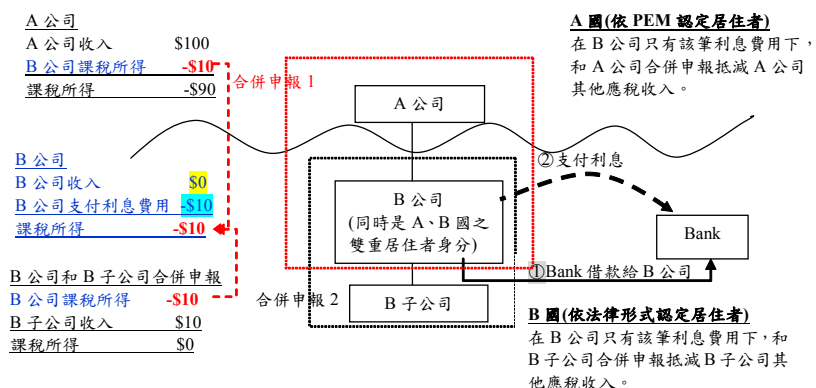 A 公司
A 公司收入 $100
B 公司課稅所得 -$10
課稅所得 -$90
合併申報 1
A 公司
A 國(依 PEM 認定居住者)
在 B 公司只有該筆利息費用下，
和 A 公司合併申報抵減 A 公司
其他應稅收入。
B 公司
B 公司收入 $0
B 公司支付利息費用 -$10
課稅所得 -$10
②支付利息
B 公司
(同時是 A、B 國之
雙重居住者身分)
Bank
①Bank 借款給 B 公司
B 公司和 B 子公司合併申報
B 公司課稅所得 -$10
B 子公司收入 $10
課稅所得 $0
合併申報 2
B 子公司
B 國(依法律形式認定居住者)
在 B 公司只有該筆利息費用下，和
B 子公司合併申報抵減 B 子公司其
他應稅收入。